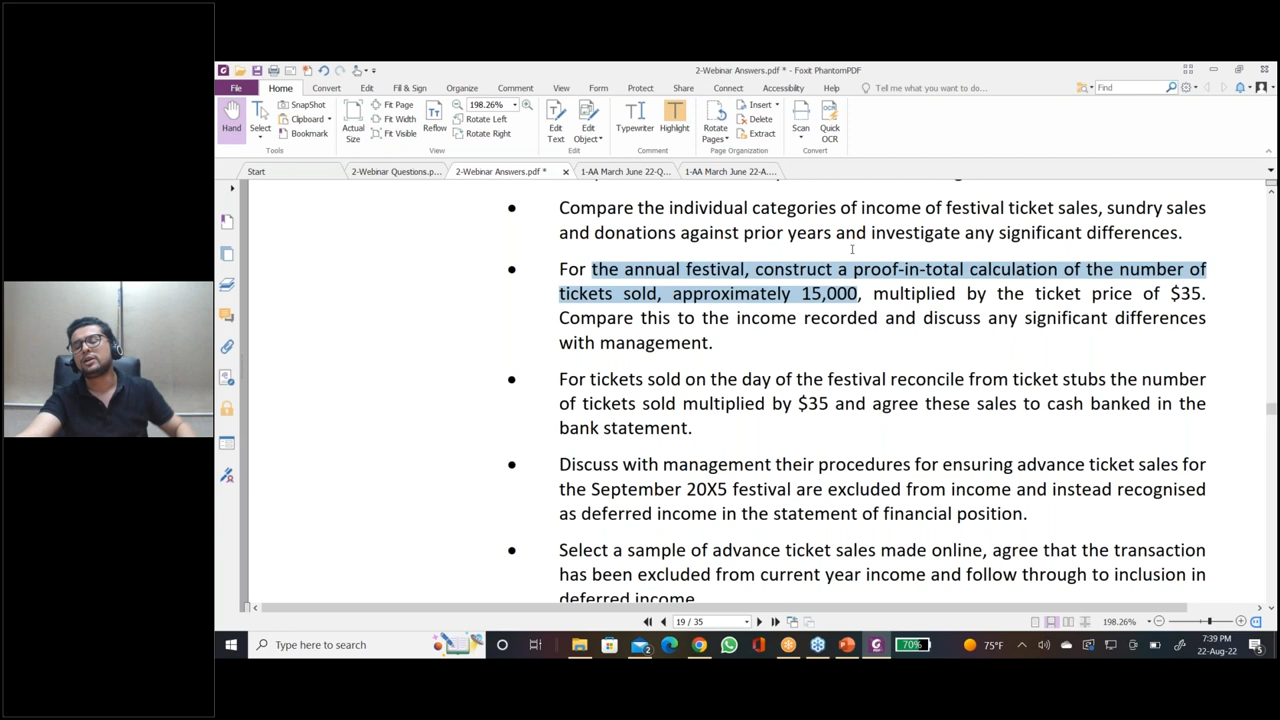 2-Webinar Answers.pdf * - Foxit PhantomPDF
File Home Convert Edit Fill & Sign Organize Comment View Form Protect Share Connect Accessibility Help Tell me what you want to do... Find
Hand
Select
SnapShot
Clipboard
Bookmark
Tools
Actual Size
Fit Page
Fit Width
Fit Visible
Reflow
198.26%
Rotate Left
Rotate Right
View
Edit Text
Edit Object
Edit
Typewriter
Highlight
Comment
Rotate Pages
Insert
Delete
Extract
Page Organization
Scan
Quick OCR
Convert
Start 2-Webinar Questions.p... 2-Webinar Answers.pdf * 1-AA March June 22-Q... 1-AA March June 22-A....
• Compare the individual categories of income of festival ticket sales, sundry sales
and donations against prior years and investigate any significant differences.
• For the annual festival, construct a proof-in-total calculation of the number of
tickets sold, approximately 15,000, multiplied by the ticket price of $35.
Compare this to the income recorded and discuss any significant differences
with management.
• For tickets sold on the day of the festival reconcile from ticket stubs the number
of tickets sold multiplied by $35 and agree these sales to cash banked in the
bank statement.
• Discuss with management their procedures for ensuring advance ticket sales for
the September 20X5 festival are excluded from income and instead recognised
as deferred income in the statement of financial position.
• Select a sample of advance ticket sales made online, agree that the transaction
has been excluded from current year income and follow through to inclusion in
deferred income.
19 / 35
198.26%
Type here to search
70%
75°F
7:39 PM
22-Aug-22